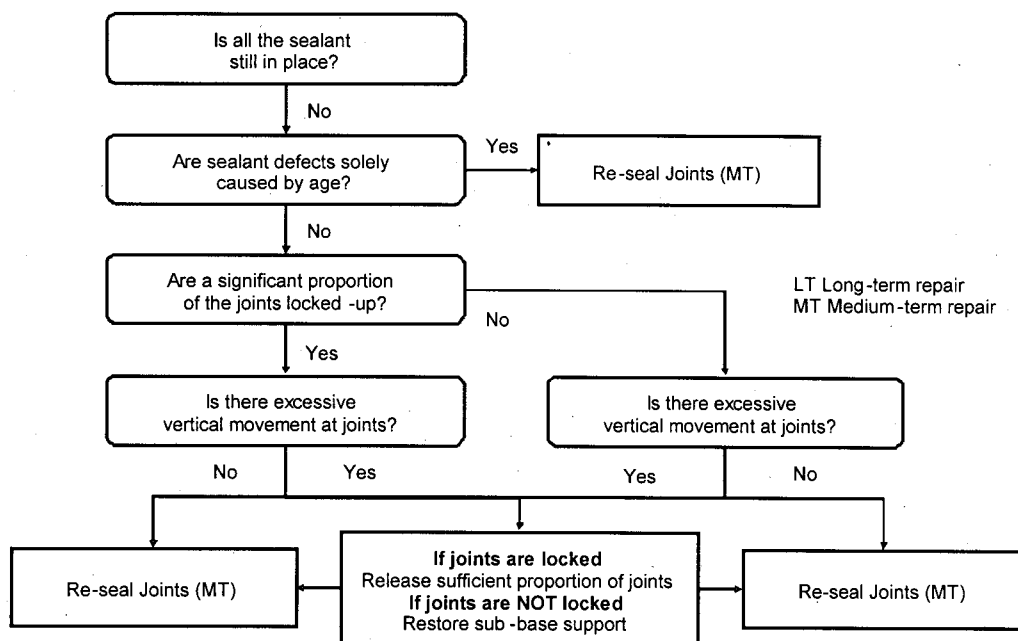 Is all the sealant
still in place?
No
Are sealant defects solely
caused by age?
Yes
Re-seal Joints (MT)
No
Are a significant proportion
of the joints locked -up?
LT Long-term repair
MT Medium-term repair
No
Yes
Is there excessive
vertical movement at joints?
Is there excessive
vertical movement at joints?
No
Yes
Yes
No
Re-seal Joints (MT)
If joints are locked
Release sufficient proportion of joints
If joints are NOT locked
Restore sub -base support
Re-seal Joints (MT)